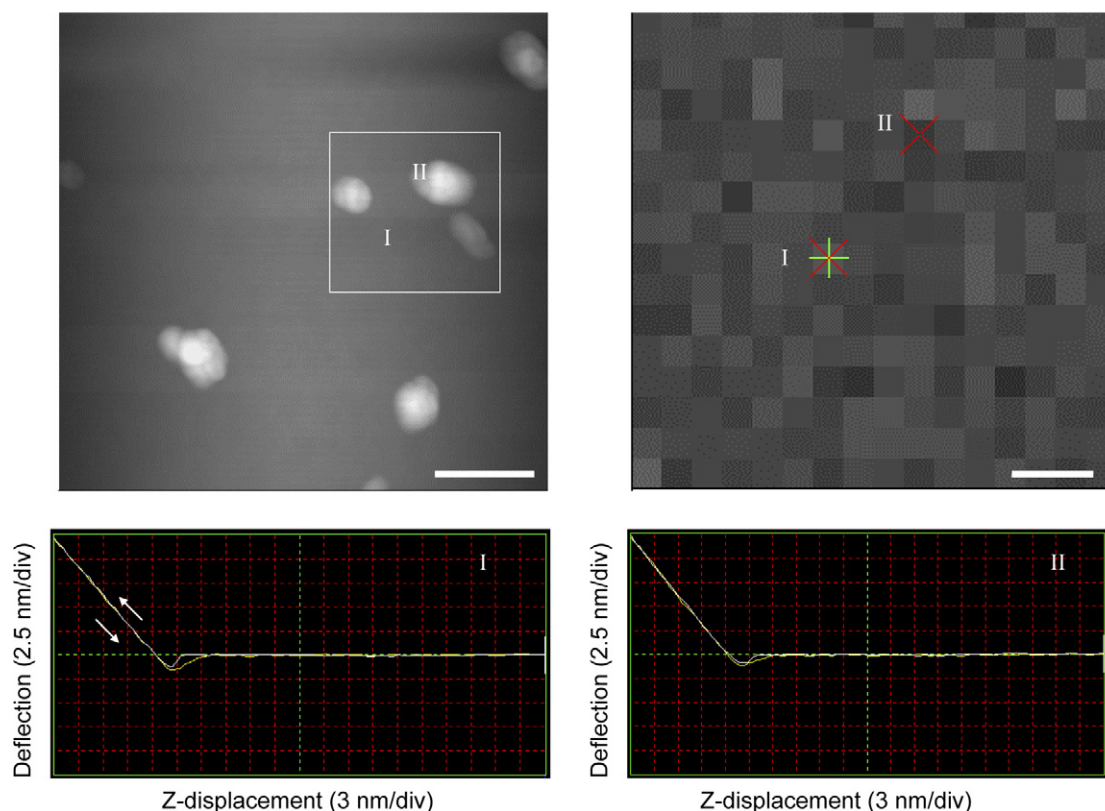 II
I
II
I
Deflection (2.5 nm/div)
I
Z-displacement (3 nm/div)
Deflection (2.5 nm/div)
II
Z-displacement (3 nm/div)